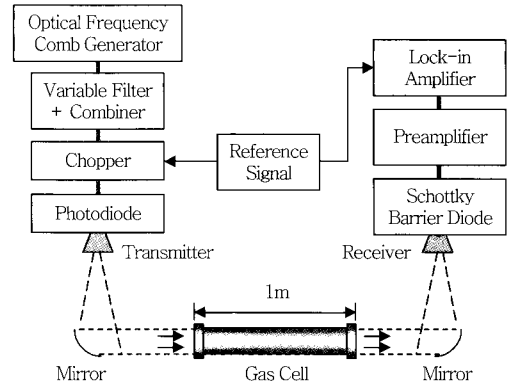 Optical Frequency
Comb Generator
Variable Filter
+ Combiner
Chopper
Photodiode
Transmitter
Reference
Signal
Lock-in
Amplifier
Preamplifier
Schottky
Barrier Diode
Receiver
1m
Mirror
Gas Cell
Mirror